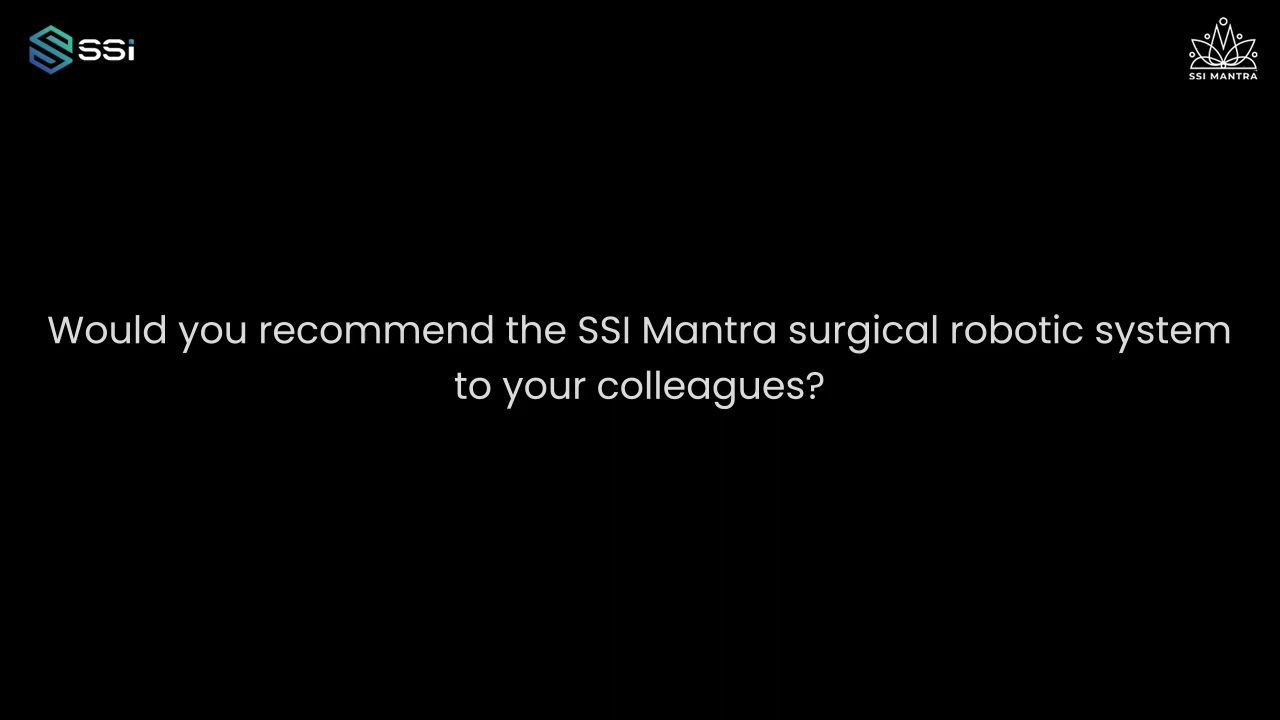 SSi
SSI MANTRA
Would you recommend the SSI Mantra surgical robotic system
to your colleagues?